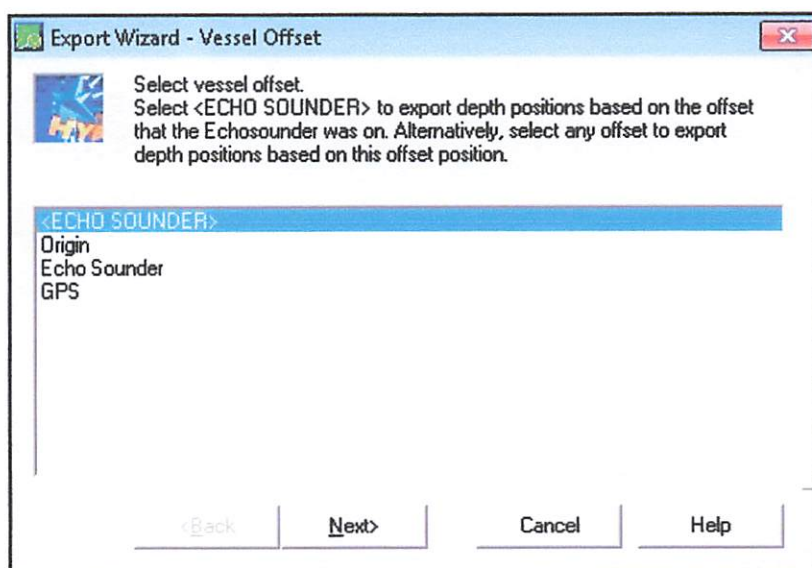 Export Wizard - Vessel Offset
Select vessel offset.
Select <ECHO SOUNDER> to export depth positions based on the offset
that the Echosounder was on. Alternatively, select any offset to export
depth positions based on this offset position.
<ECHO SOUNDER>
Origin
Echo Sounder
GPS
<Back Next> Cancel Help